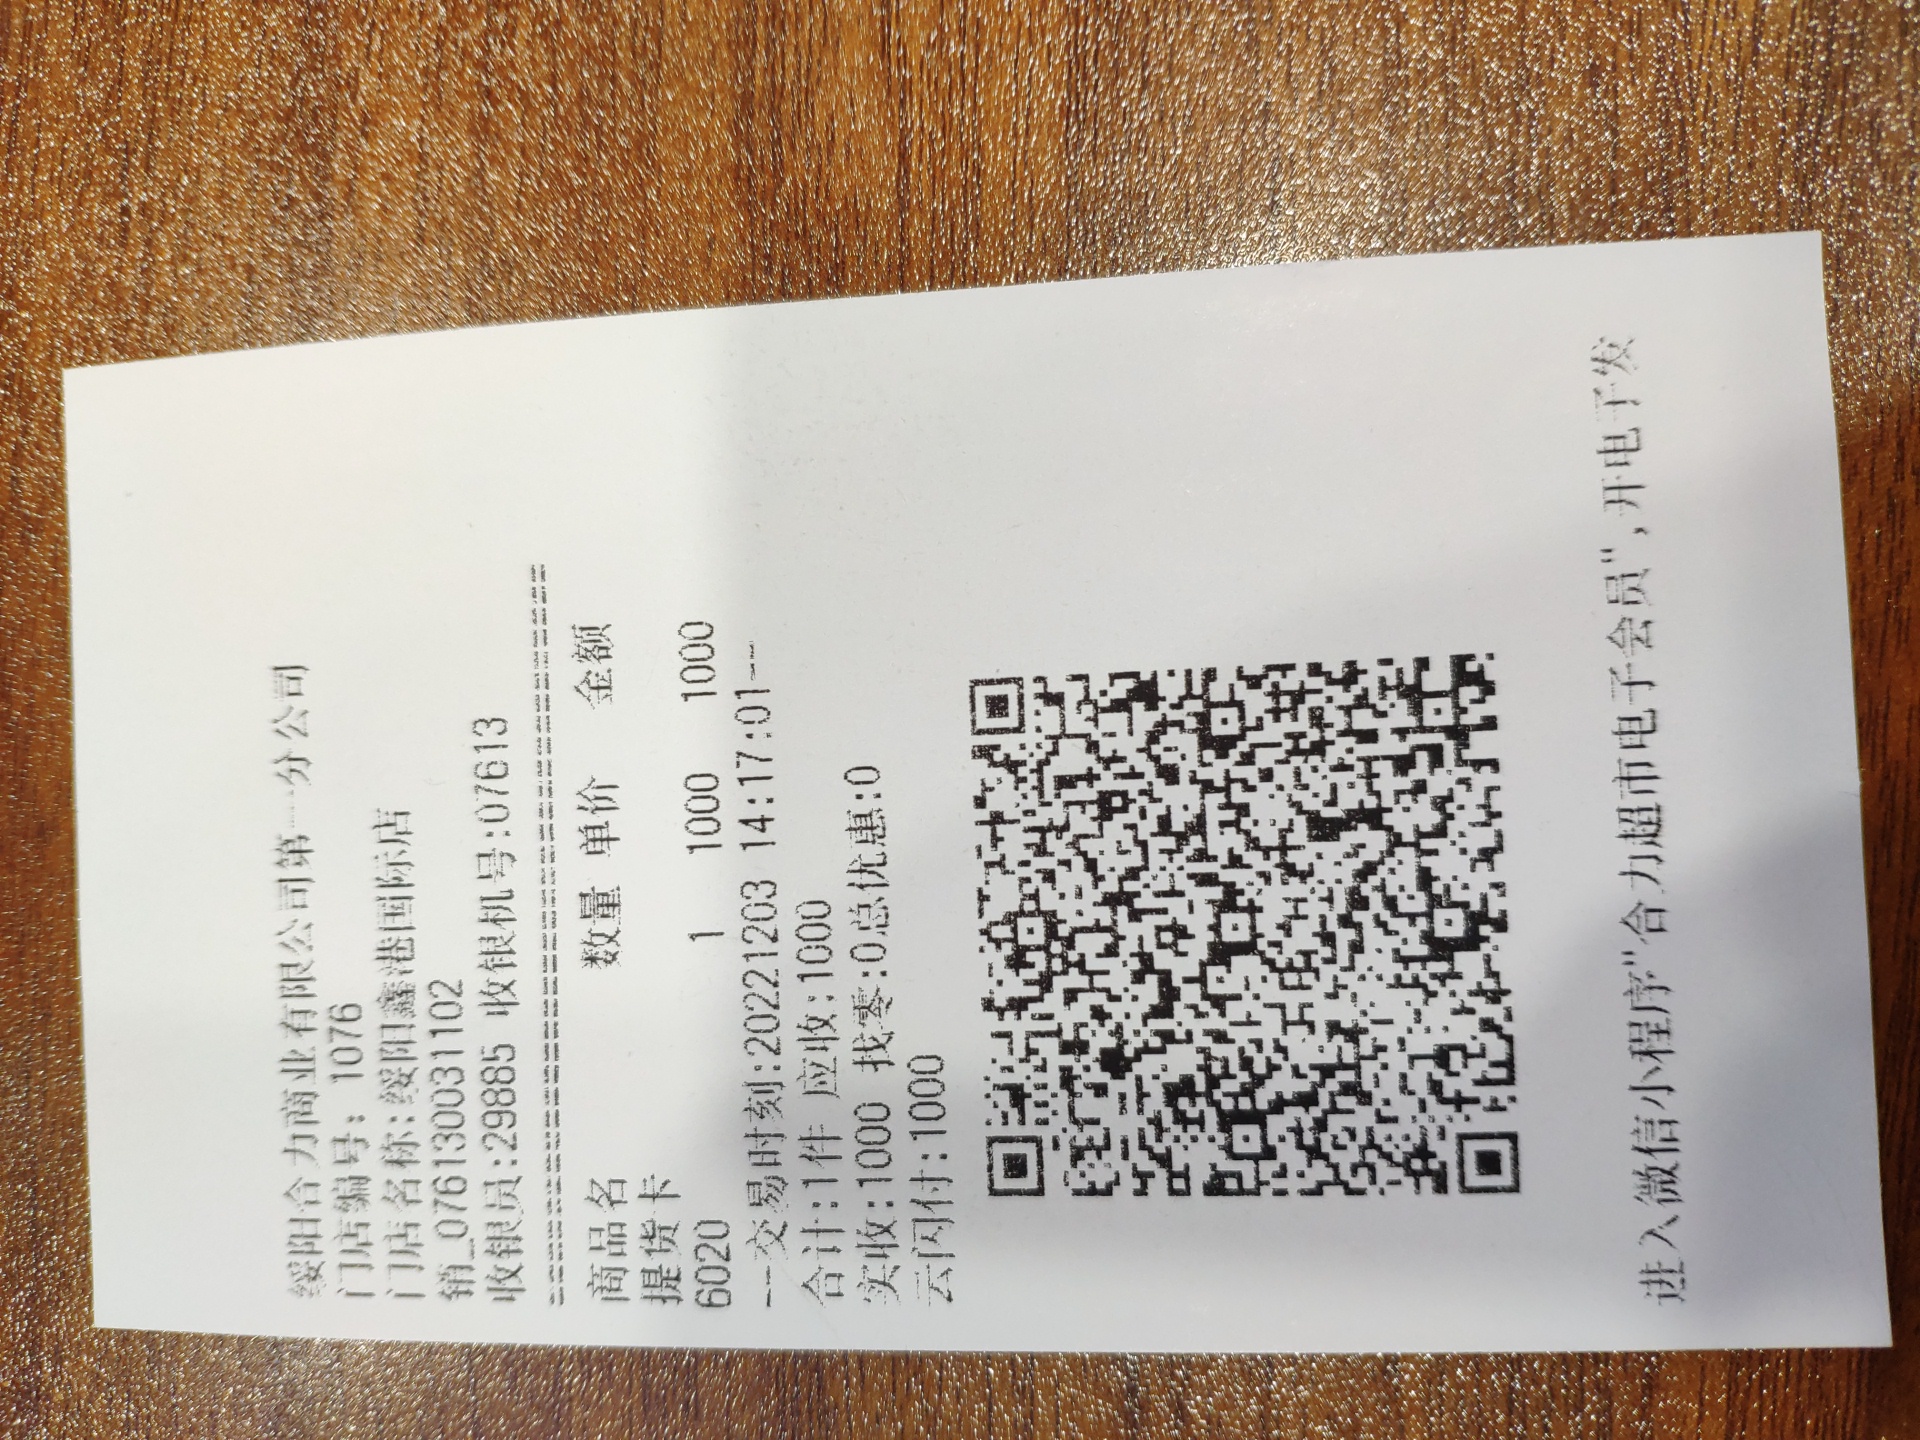 绥阳合力商业有限公司第一分公司
门店编号: 1076
门店名称:绥阳鑫港国际店
销_076130031102
收银员:29885 收银机号:07613
================================
商品名 数量 单价 金额
提货卡
6020 1 1000 1000
--交易时刻:20221203 14:17:01--
合计:1件 应收:1000
实收:1000 找零:0总优惠:0
云闪付:1000
进入微信小程序"合力超市电子会员",开电子发